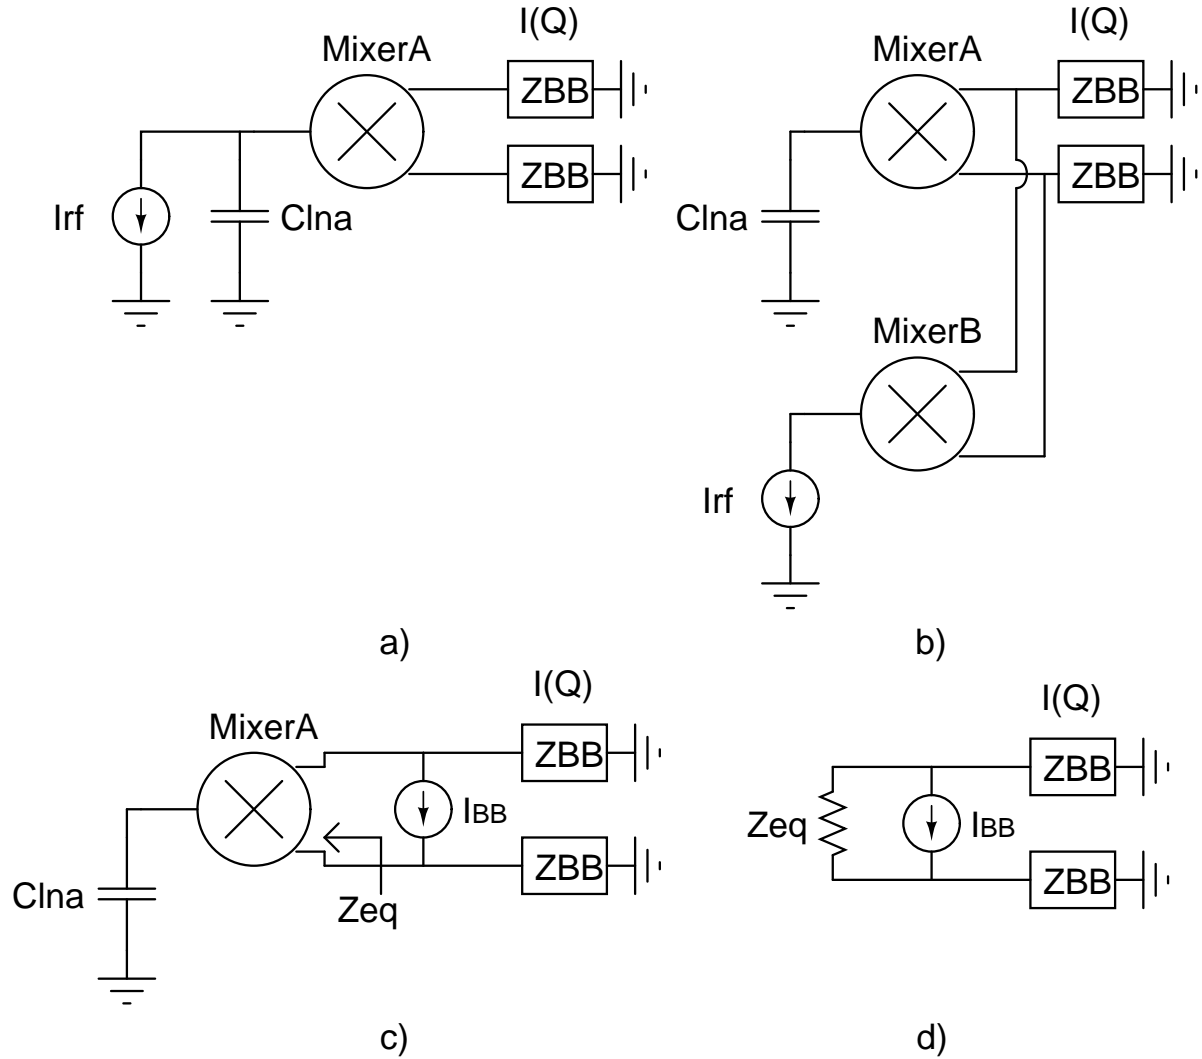 I(Q)
MixerA
ZBB
ZBB
Irf
Clna
a)
I(Q)
MixerA
ZBB
ZBB
Clna
MixerB
Irf
b)
I(Q)
MixerA
ZBB
IBB
ZBB
Zeq
Clna
c)
I(Q)
ZBB
Zeq
IBB
ZBB
d)